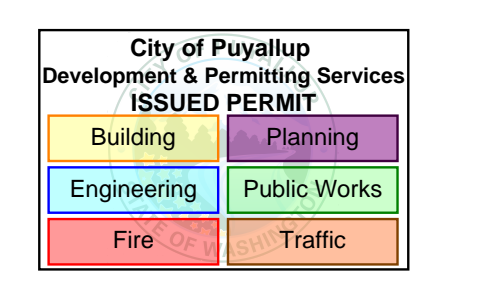 City of Puyallup
Development & Permitting Services
ISSUED PERMIT
Building Planning
Engineering Public Works
Fire Traffic